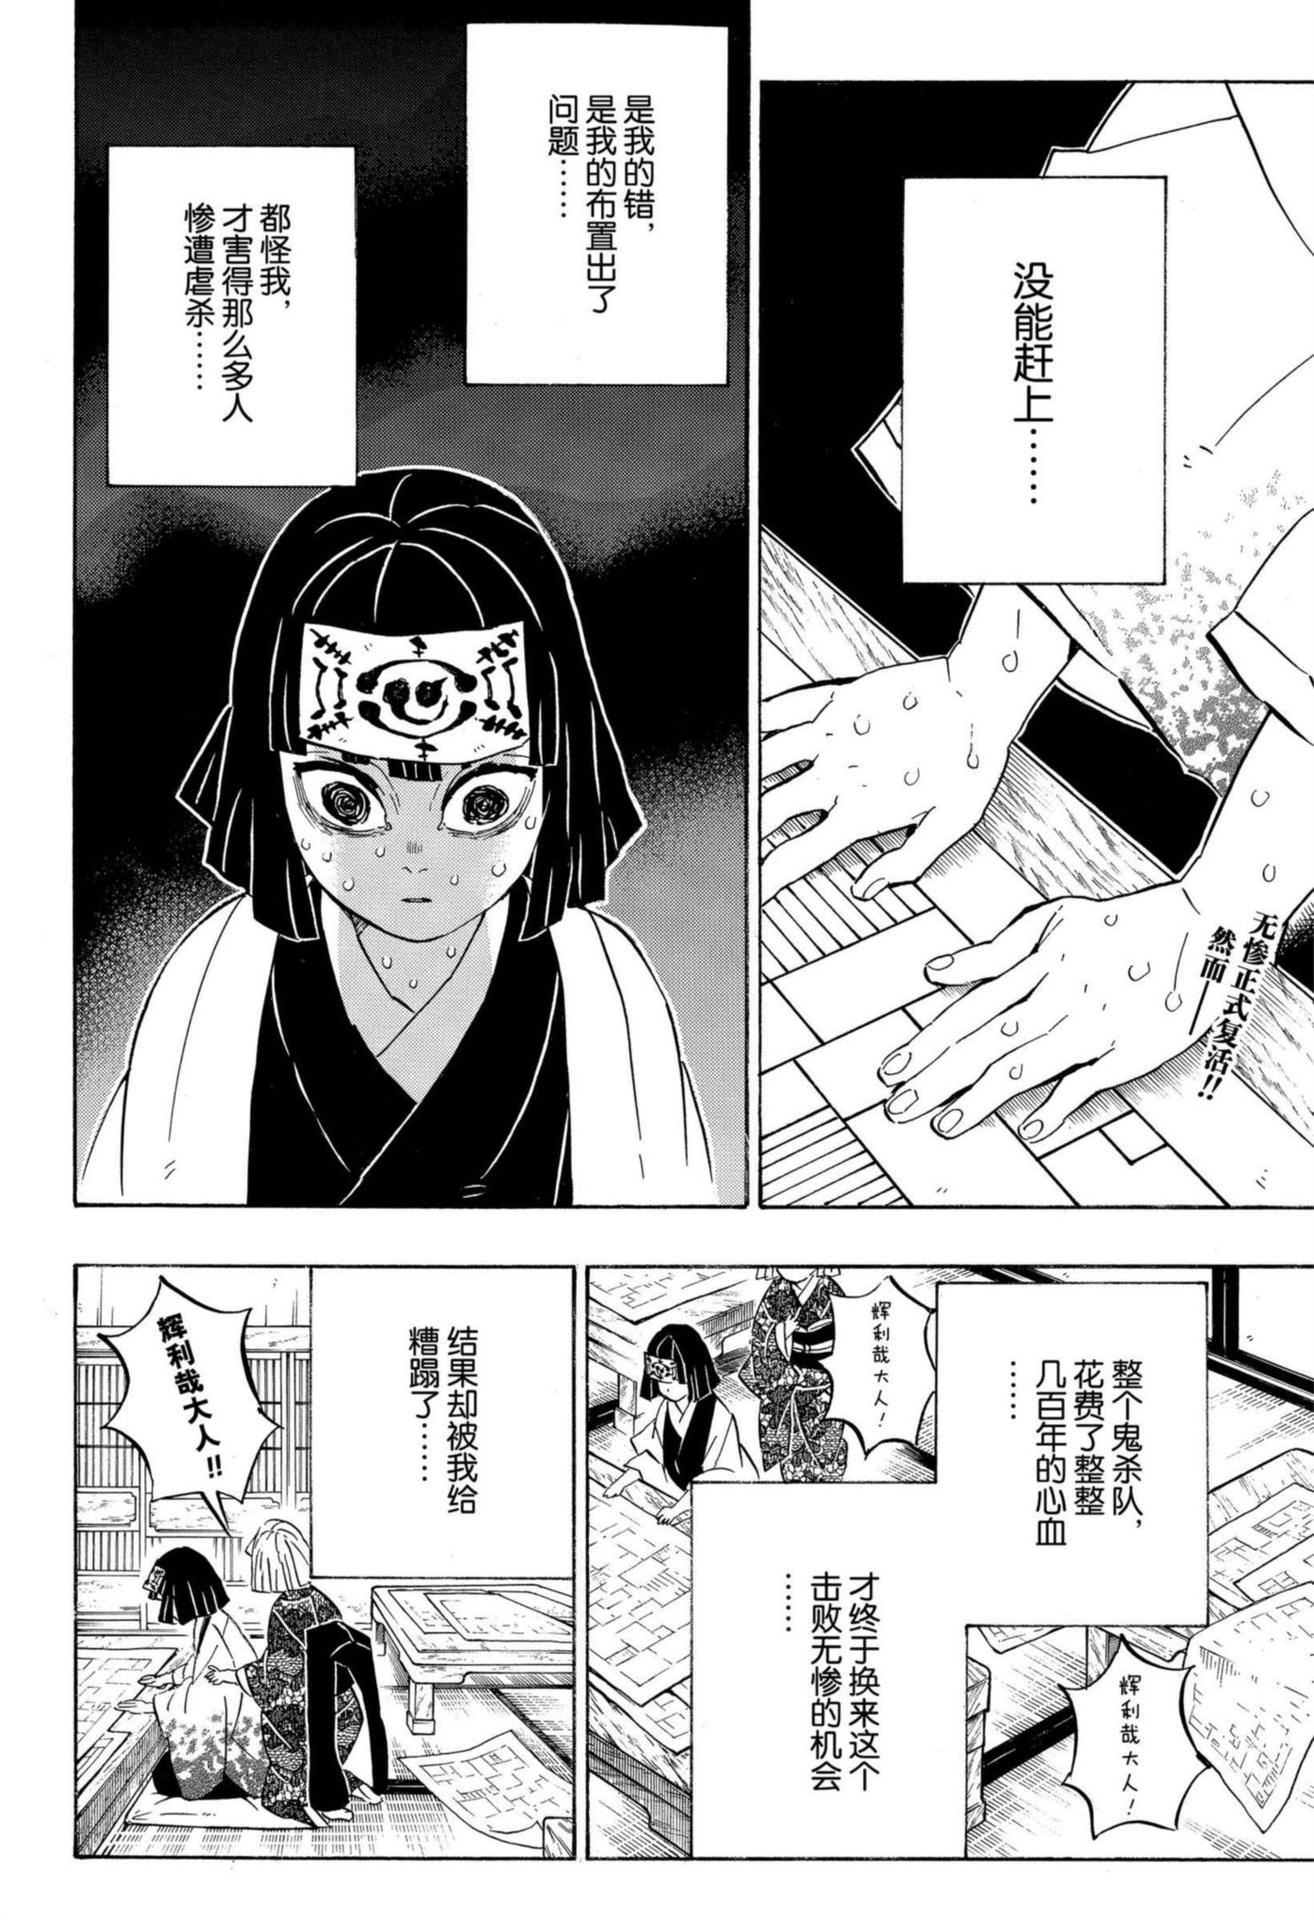 没能赶上……
无惨正式复活!!
然而——
是我的错，
是我的布置出了
问题……
都怪我，
才害得那么多人
惨遭虐杀……
整个鬼杀队，
花费了整整
几百年的心血
……
辉利哉大人！
辉利哉大人！
才终于换来这个
击败无惨的机会
……
结果却被我给
糟蹋了……
辉利哉大人!!